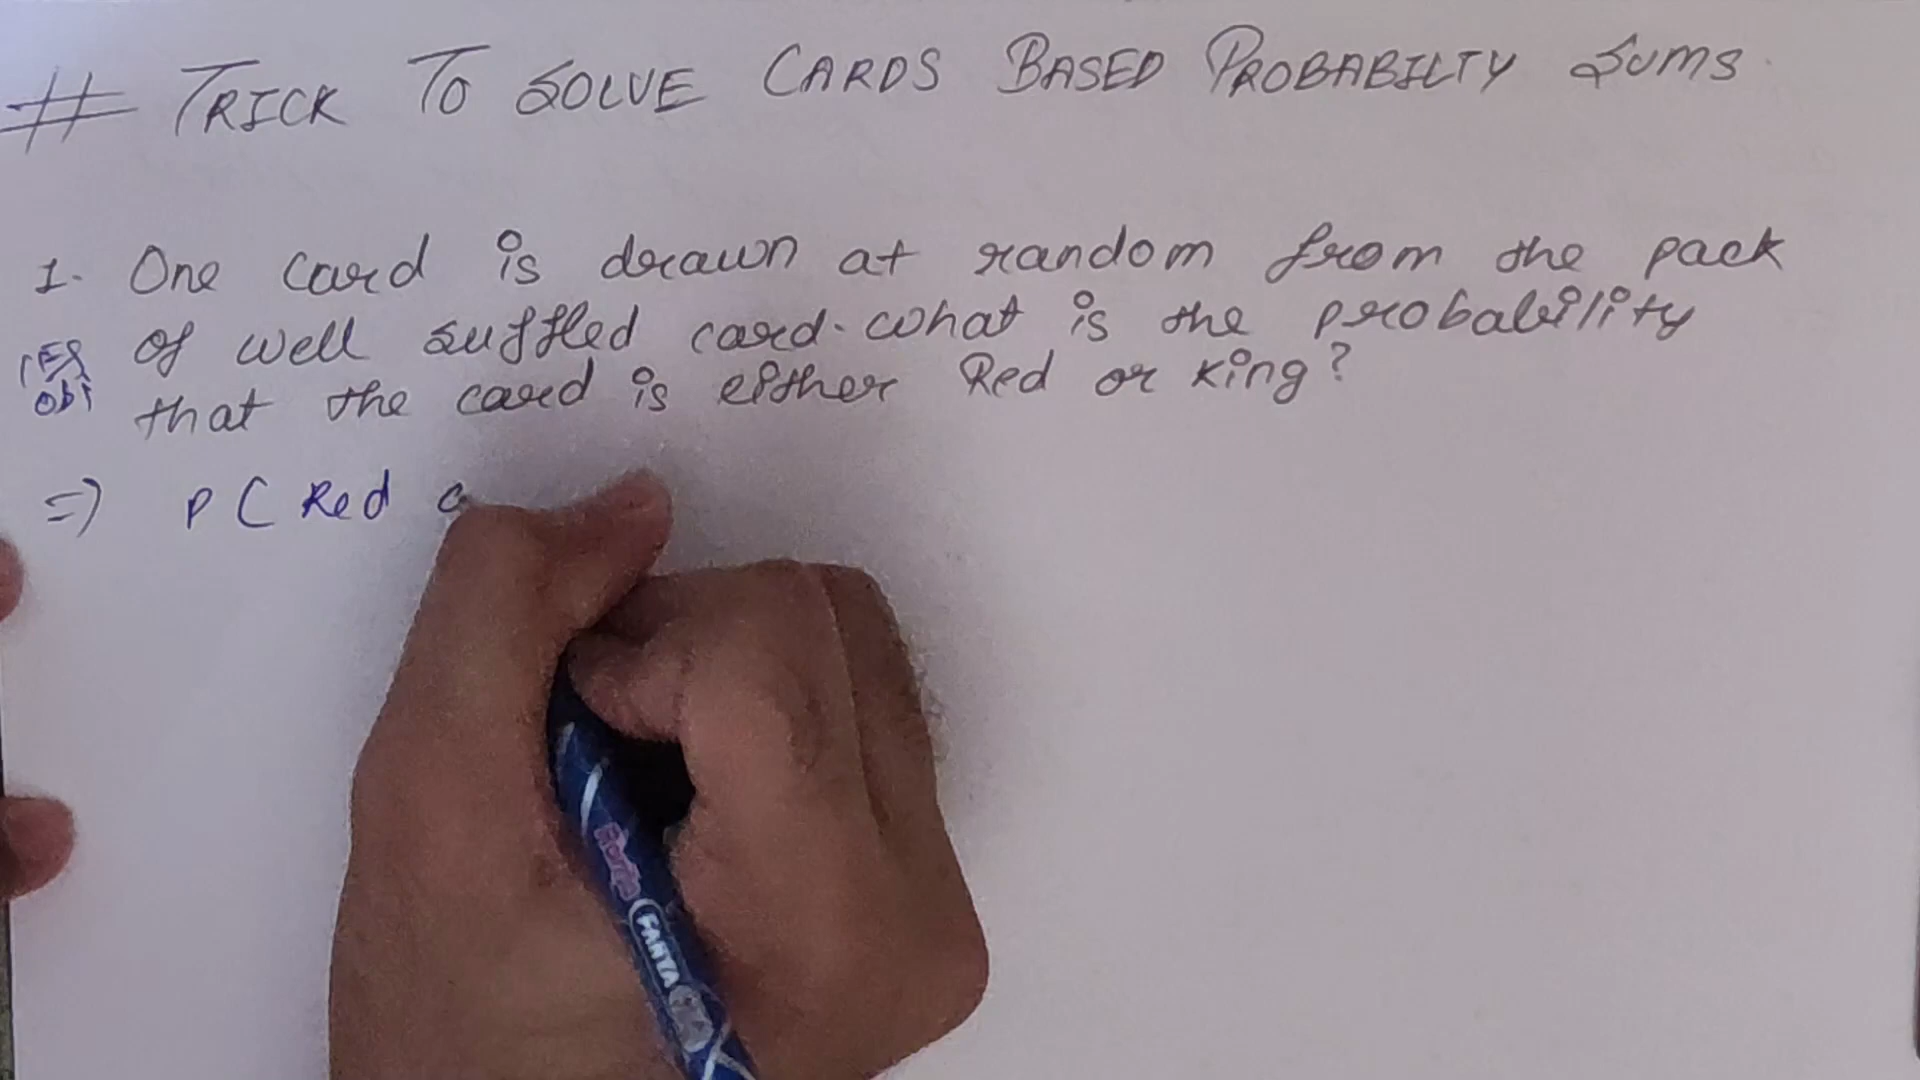 # TRICK TO SOLVE CARDS BASED PROBABILTY SUMS.
1. One card is drawn at random from the pack
of well suffled card. what is the probability
that the card is either Red or King?
=> P ( Red
FANTA